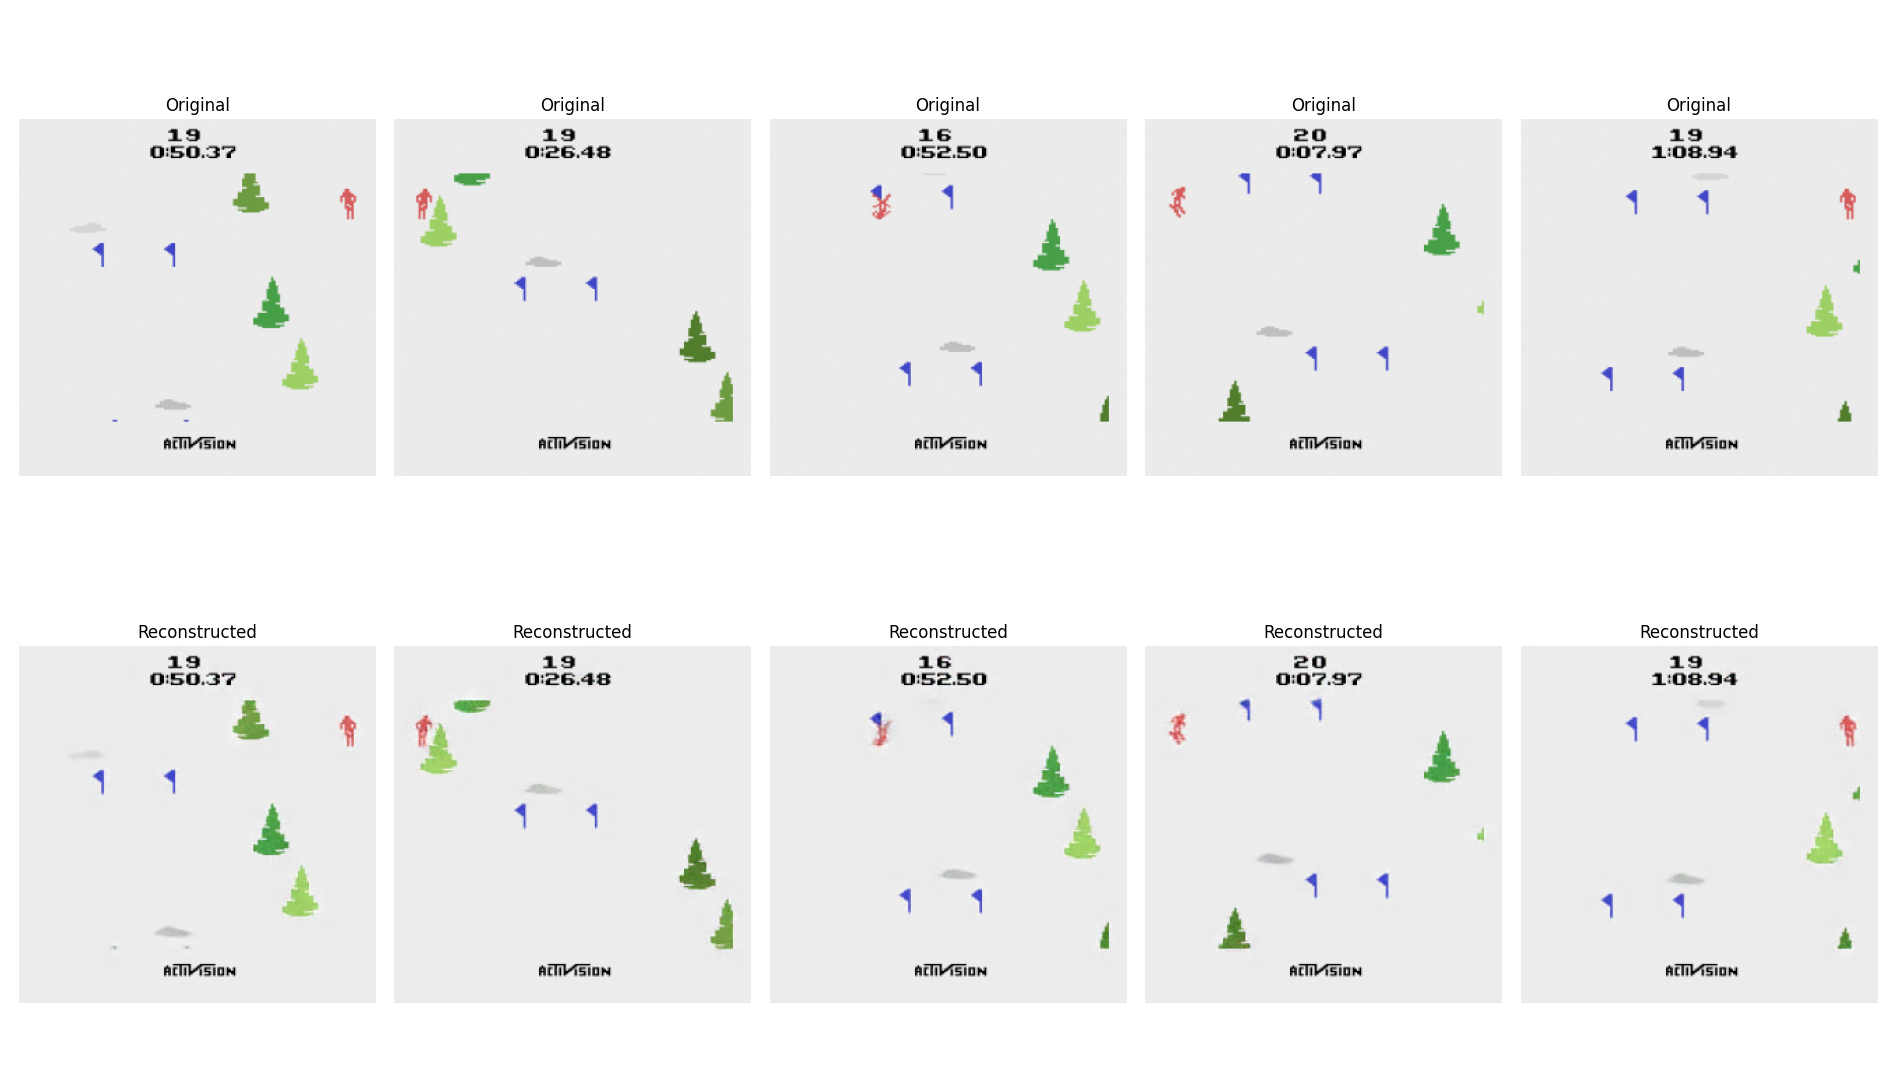 Original
Original
Original
Original
Original
19
0:50.37
ACTIVISION
19
0:26.48
ACTIVISION
16
0:52.50
ACTIVISION
20
0:07.97
ACTIVISION
19
1:08.94
ACTIVISION
Reconstructed
Reconstructed
Reconstructed
Reconstructed
Reconstructed
19
0:50.37
ACTIVISION
19
0:26.48
ACTIVISION
16
0:52.50
ACTIVISION
20
0:07.97
ACTIVISION
19
1:08.94
ACTIVISION